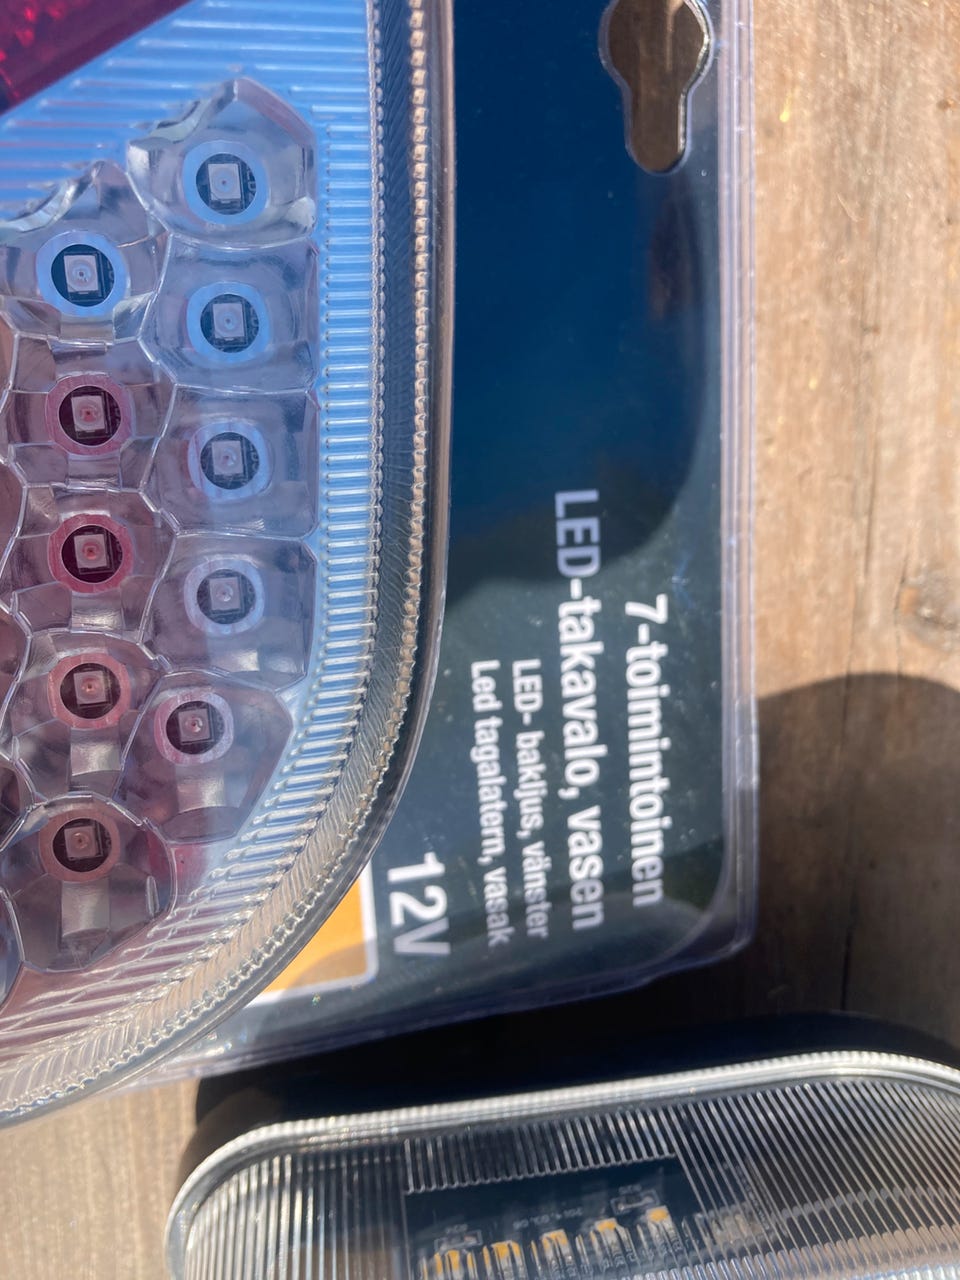 7-toimintoinen
LED-takavalo, vasen
LED- bakljus, vänster
Led tagalatern, vasak
12V